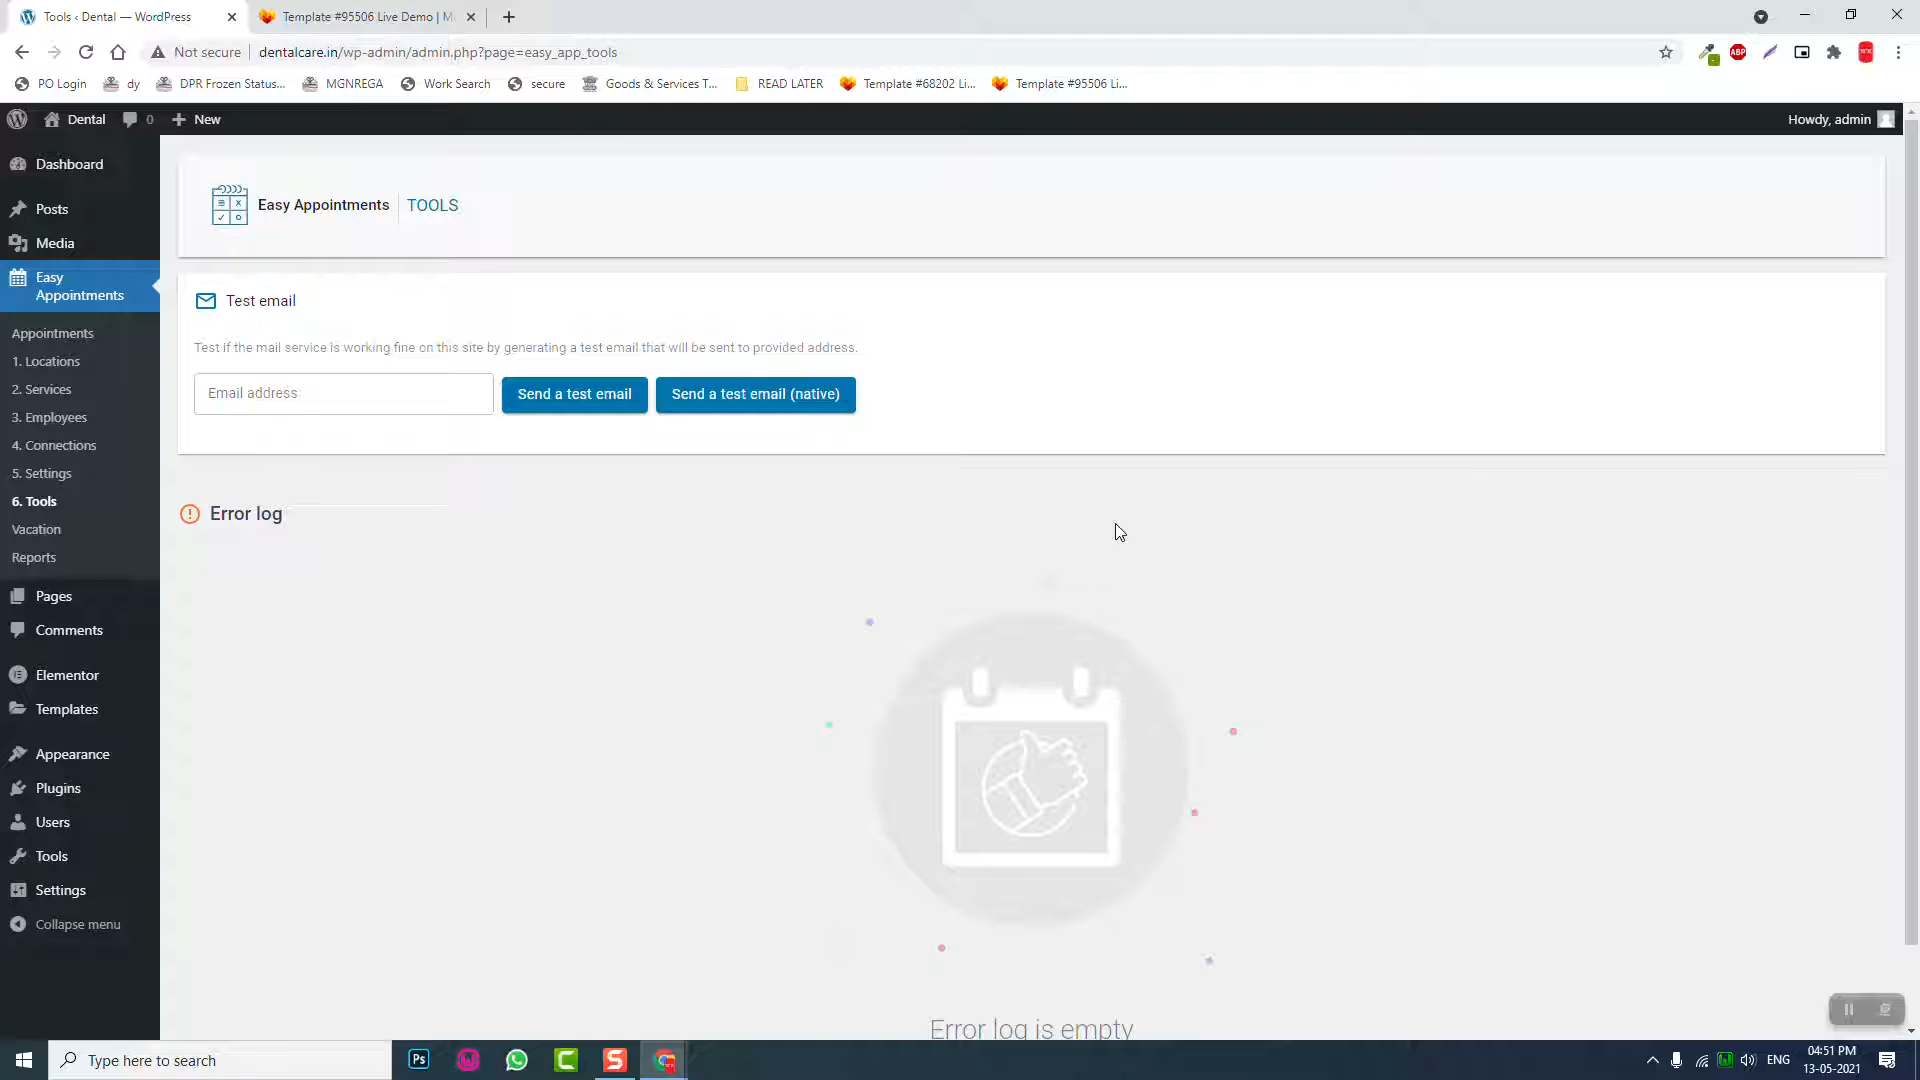 Tools ‹ Dental — WordPress
Template #95506 Live Demo | M
Not secure
dentalcare.in/wp-admin/admin.php?page=easy_app_tools
ABP
PO Login
dy
DPR Frozen Status...
MGNREGA
Work Search
secure
Goods & Services T...
READ LATER
Template #68202 Li...
Template #95506 Li...
Dental
0
New
Howdy, admin
Dashboard
Posts
Media
Easy
Appointments
Appointments
1. Locations
2. Services
3. Employees
4. Connections
5. Settings
6. Tools
Vacation
Reports
Pages
Comments
Elementor
Templates
Appearance
Plugins
Users
Tools
Settings
Collapse menu
Easy Appointments
TOOLS
Test email
Test if the mail service is working fine on this site by generating a test email that will be sent to provided address.
Email address
Send a test email
Send a test email (native)
Error log
Error log is empty
Type here to search
Ps
ENG
04:51 PM
13-05-2021